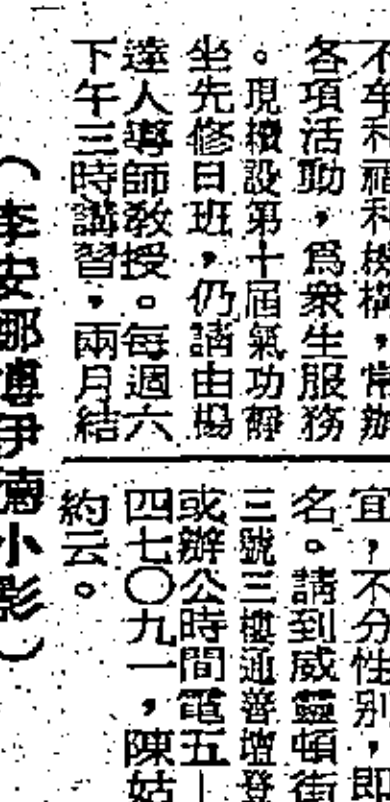 不牟利福利機構，常辦
各項活動，為衆生服務
。現續設第十屆氣功靜
坐先修日班，仍請由楊
達人導師教授。每週六
下午三時講習，兩月結
宜，不分性別，即
名。請到威靈頓街
三號三樓通善壇登
或辦公時間電五｜
四七〇九一，陳姑
約云。
（李安娜博伊德小影）